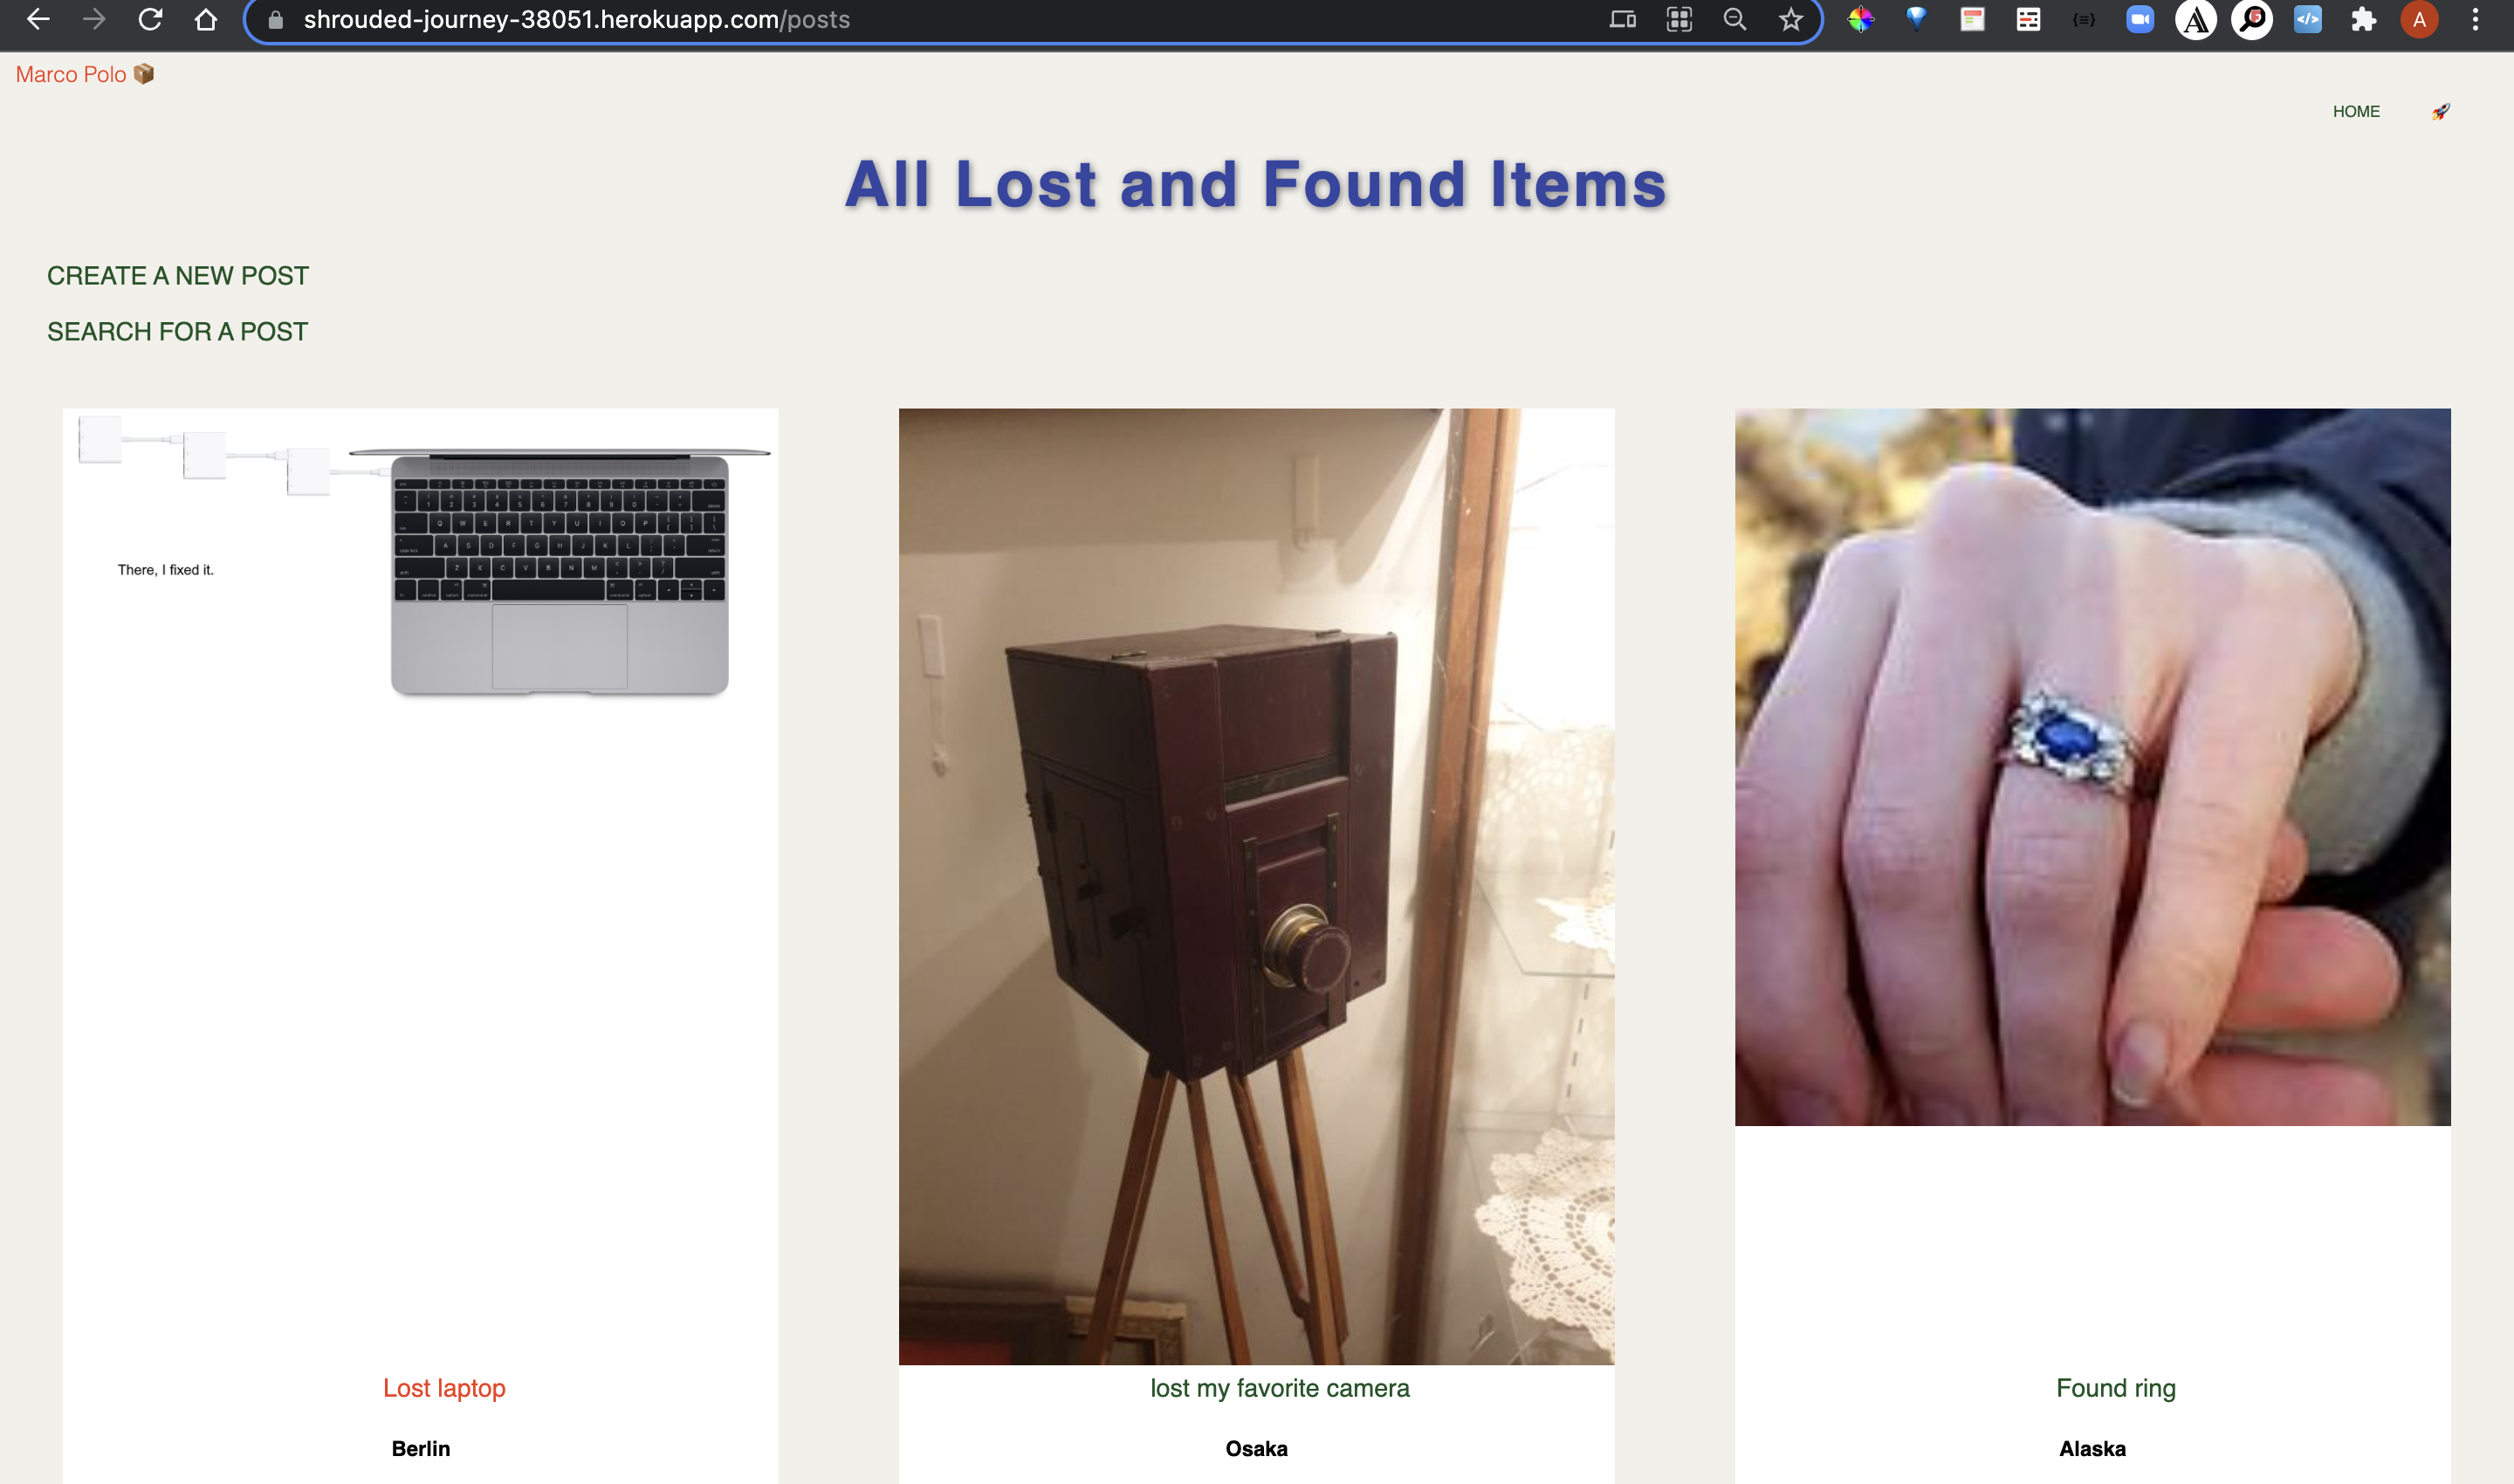 shrouded-journey-38051.herokuapp.com/posts
A
Marco Polo 📦
HOME 🚀
All Lost and Found Items
CREATE A NEW POST
SEARCH FOR A POST
There, I fixed it.
Q W E R T Y U I O P
A S D F G H J K L
Z X C V B N M
Lost laptop
lost my favorite camera
Found ring
Berlin
Osaka
Alaska